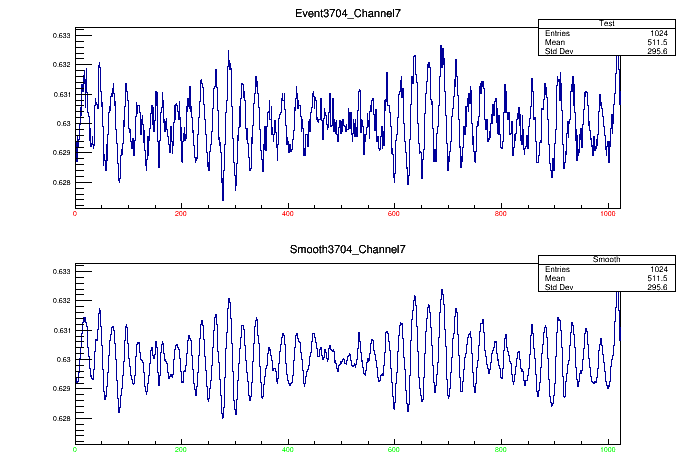 Event3704_Channel7
Test
Entries 1024
Mean 511.5
Std Dev 295.6
0.633
0.632
0.631
0.63
0.629
0.628
0 200 400 600 800 1000
Smooth3704_Channel7
Smooth
Entries 1024
Mean 511.5
Std Dev 295.6
0.633
0.632
0.631
0.63
0.629
0.628
0 200 400 600 800 1000